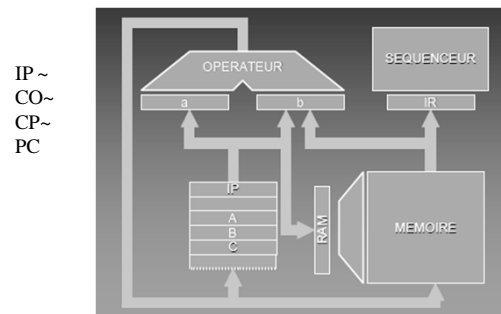 IP ~
CO~
CP~
PC
OPERATEUR
SEQUENCEUR
a
b
IR
IP
A
B
C
RAM
MEMOIRE